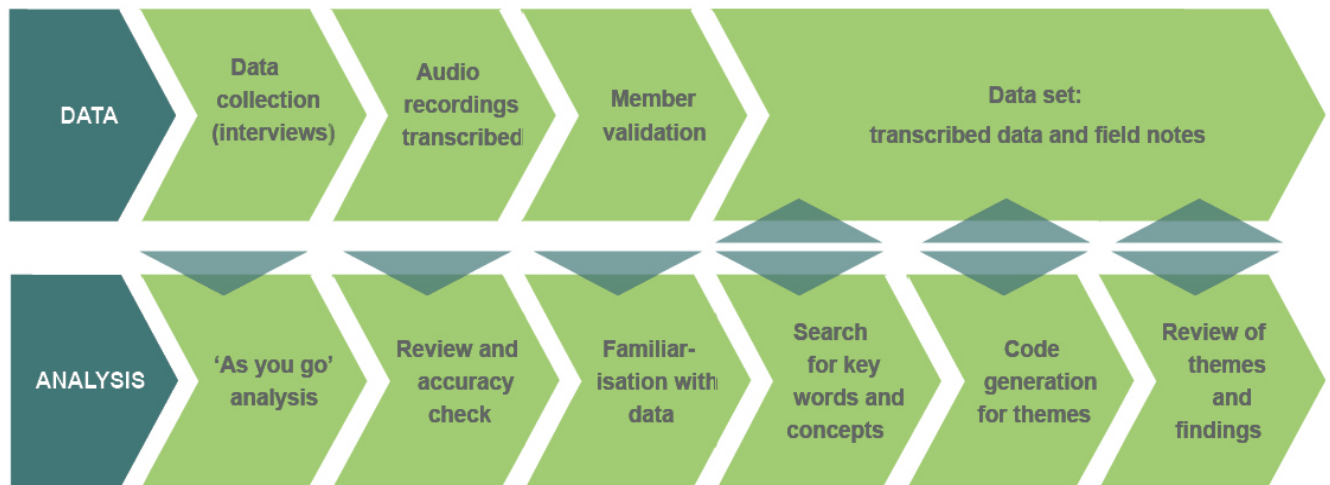 DATA
Data
collection
(interviews)
Audio
recordings
transcribed
Member
validation
Data set:
transcribed data and field notes
ANALYSIS
‘As you go’
analysis
Review and
accuracy
check
Familiar-
isation with
data
Search
for key
words and
concepts
Code
generation
for themes
Review of
themes
and
findings